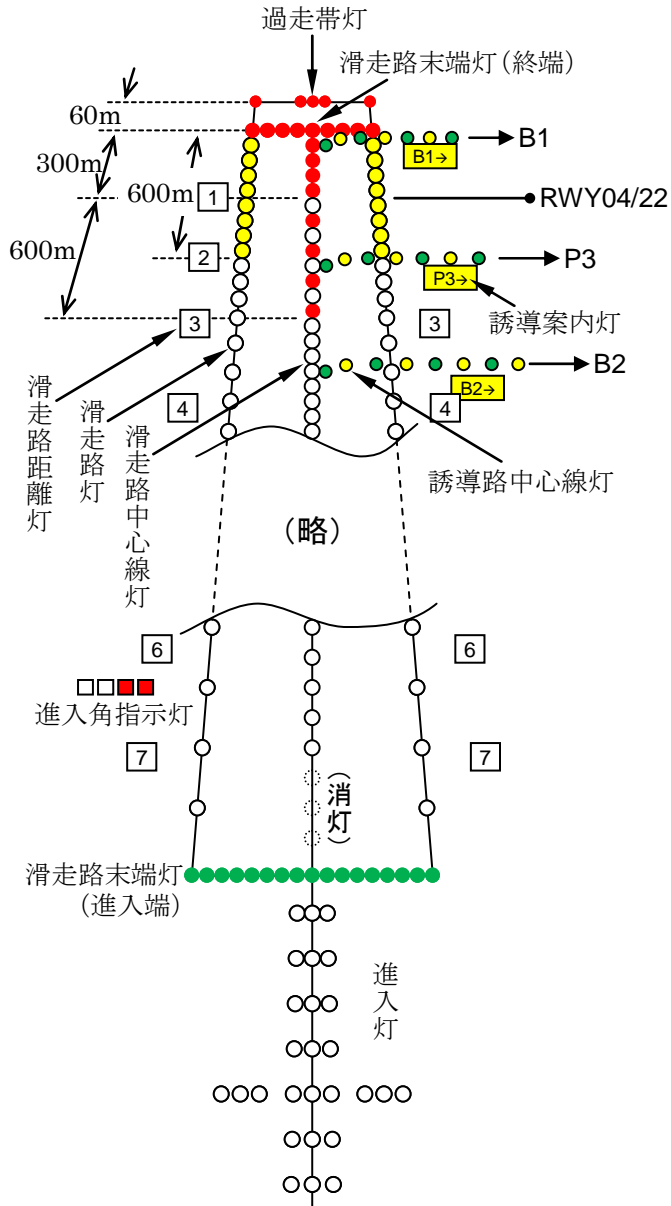 過走帯灯
滑走路末端灯(終端)
60m
300m
600m
600m
B1
B1→
RWY04/22
1
2
P3
P3→
誘導案内灯
3
3
B2
B2→
4
4
滑走路距離灯
滑走路灯
滑走路中心線灯
誘導路中心線灯
(略)
6
6
進入角指示灯
7
7
(消灯)
滑走路末端灯
(進入端)
進入灯